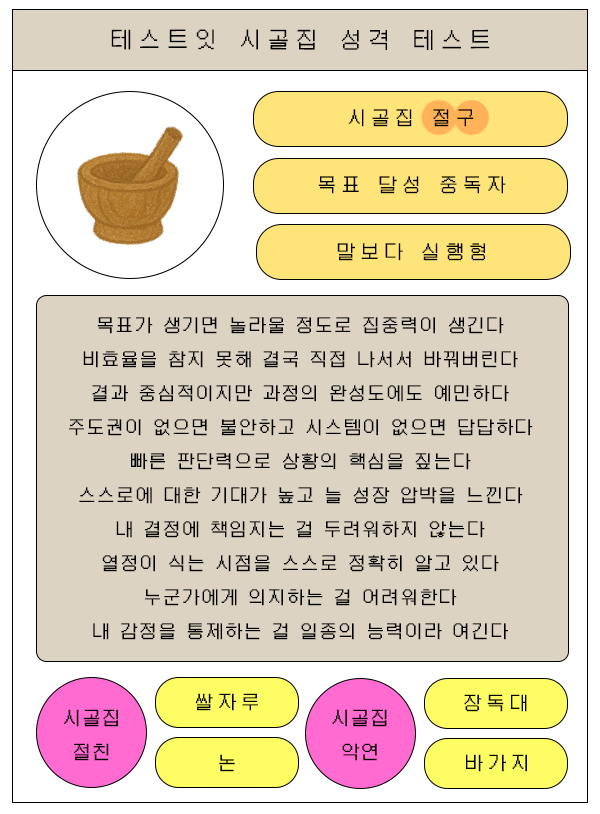 테스트잇 시골집 성격 테스트
시골집 절구
목표 달성 중독자
말보다 실행형
목표가 생기면 놀라울 정도로 집중력이 생긴다
비효율을 참지 못해 결국 직접 나서서 바꿔버린다
결과 중심적이지만 과정의 완성도에도 예민하다
주도권이 없으면 불안하고 시스템이 없으면 답답하다
빠른 판단력으로 상황의 핵심을 짚는다
스스로에 대한 기대가 높고 늘 성장 압박을 느낀다
내 결정에 책임지는 걸 두려워하지 않는다
열정이 식는 시점을 스스로 정확히 알고 있다
누군가에게 의지하는 걸 어려워한다
내 감정을 통제하는 걸 일종의 능력이라 여긴다
시골집
절친
쌀자루
논
시골집
악연
장독대
바가지